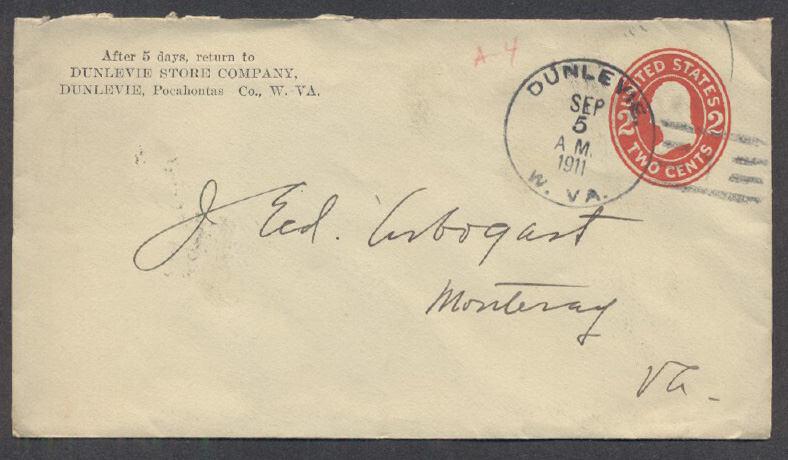 After 5 days, return to
DUNLEVIE STORE COMPANY,
DUNLEVIE, Pocahontas Co., W. VA.
A-4
DUNLEVIE,
SEP
5
A M.
1911
W. VA.
UNITED STATES
2 2
TWO CENTS
J Ed. Arbogast
Monteray
Va.